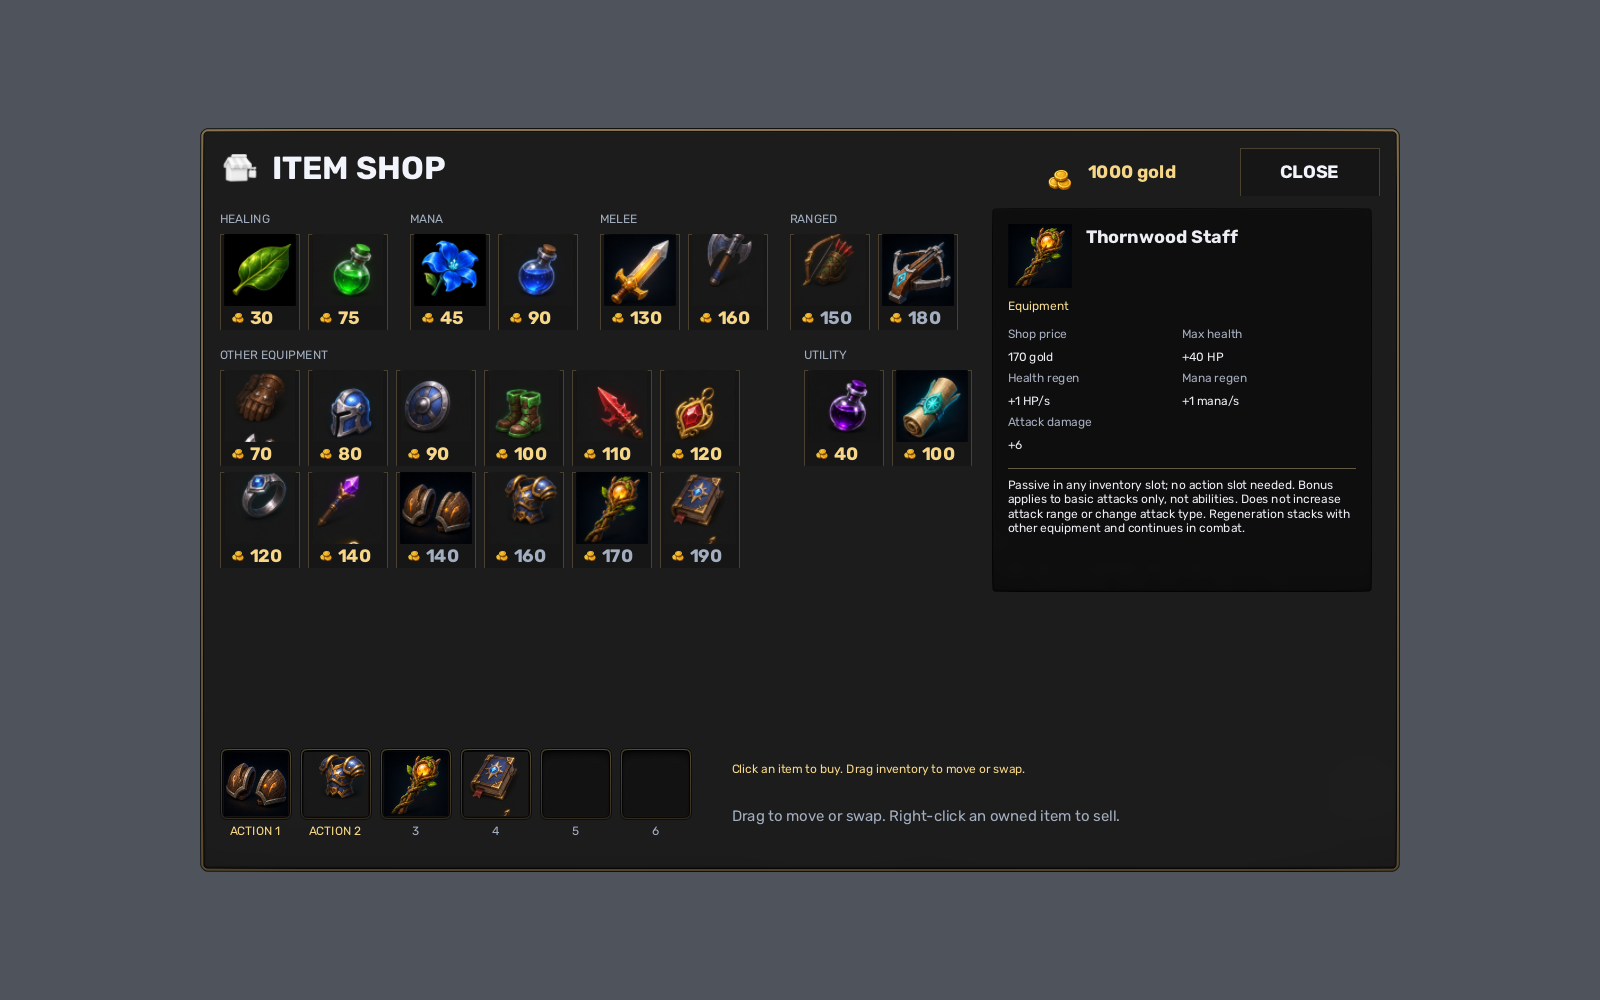 ITEM SHOP
1000 gold
CLOSE
HEALING
MANA
MELEE
RANGED
30
75
45
90
130
160
150
180
OTHER EQUIPMENT
UTILITY
70
80
90
100
110
120
40
100
120
140
140
160
170
190
Thornwood Staff
Equipment
Shop price
Max health
170 gold
+40 HP
Health regen
Mana regen
+1 HP/s
+1 mana/s
Attack damage
+6
Passive in any inventory slot; no action slot needed. Bonus
applies to basic attacks only, not abilities. Does not increase
attack range or change attack type. Regeneration stacks with
other equipment and continues in combat.
ACTION 1
ACTION 2
3
4
5
6
Click an item to buy. Drag inventory to move or swap.
Drag to move or swap. Right-click an owned item to sell.